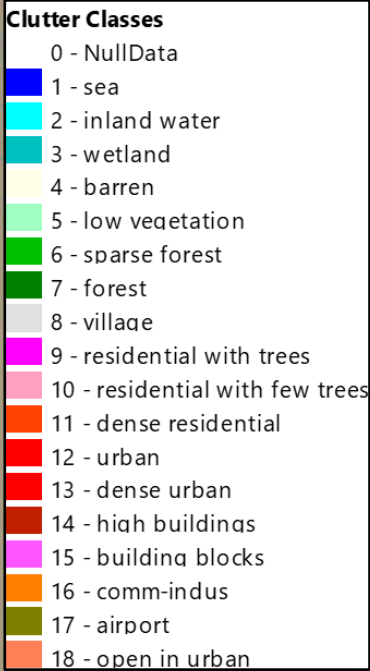 Clutter Classes
0 - NullData
1 - sea
2 - inland water
3 - wetland
4 - barren
5 - low vegetation
6 - sparse forest
7 - forest
8 - village
9 - residential with trees
10 - residential with few trees
11 - dense residential
12 - urban
13 - dense urban
14 - high buildings
15 - building blocks
16 - comm-indus
17 - airport
18 - open in urban